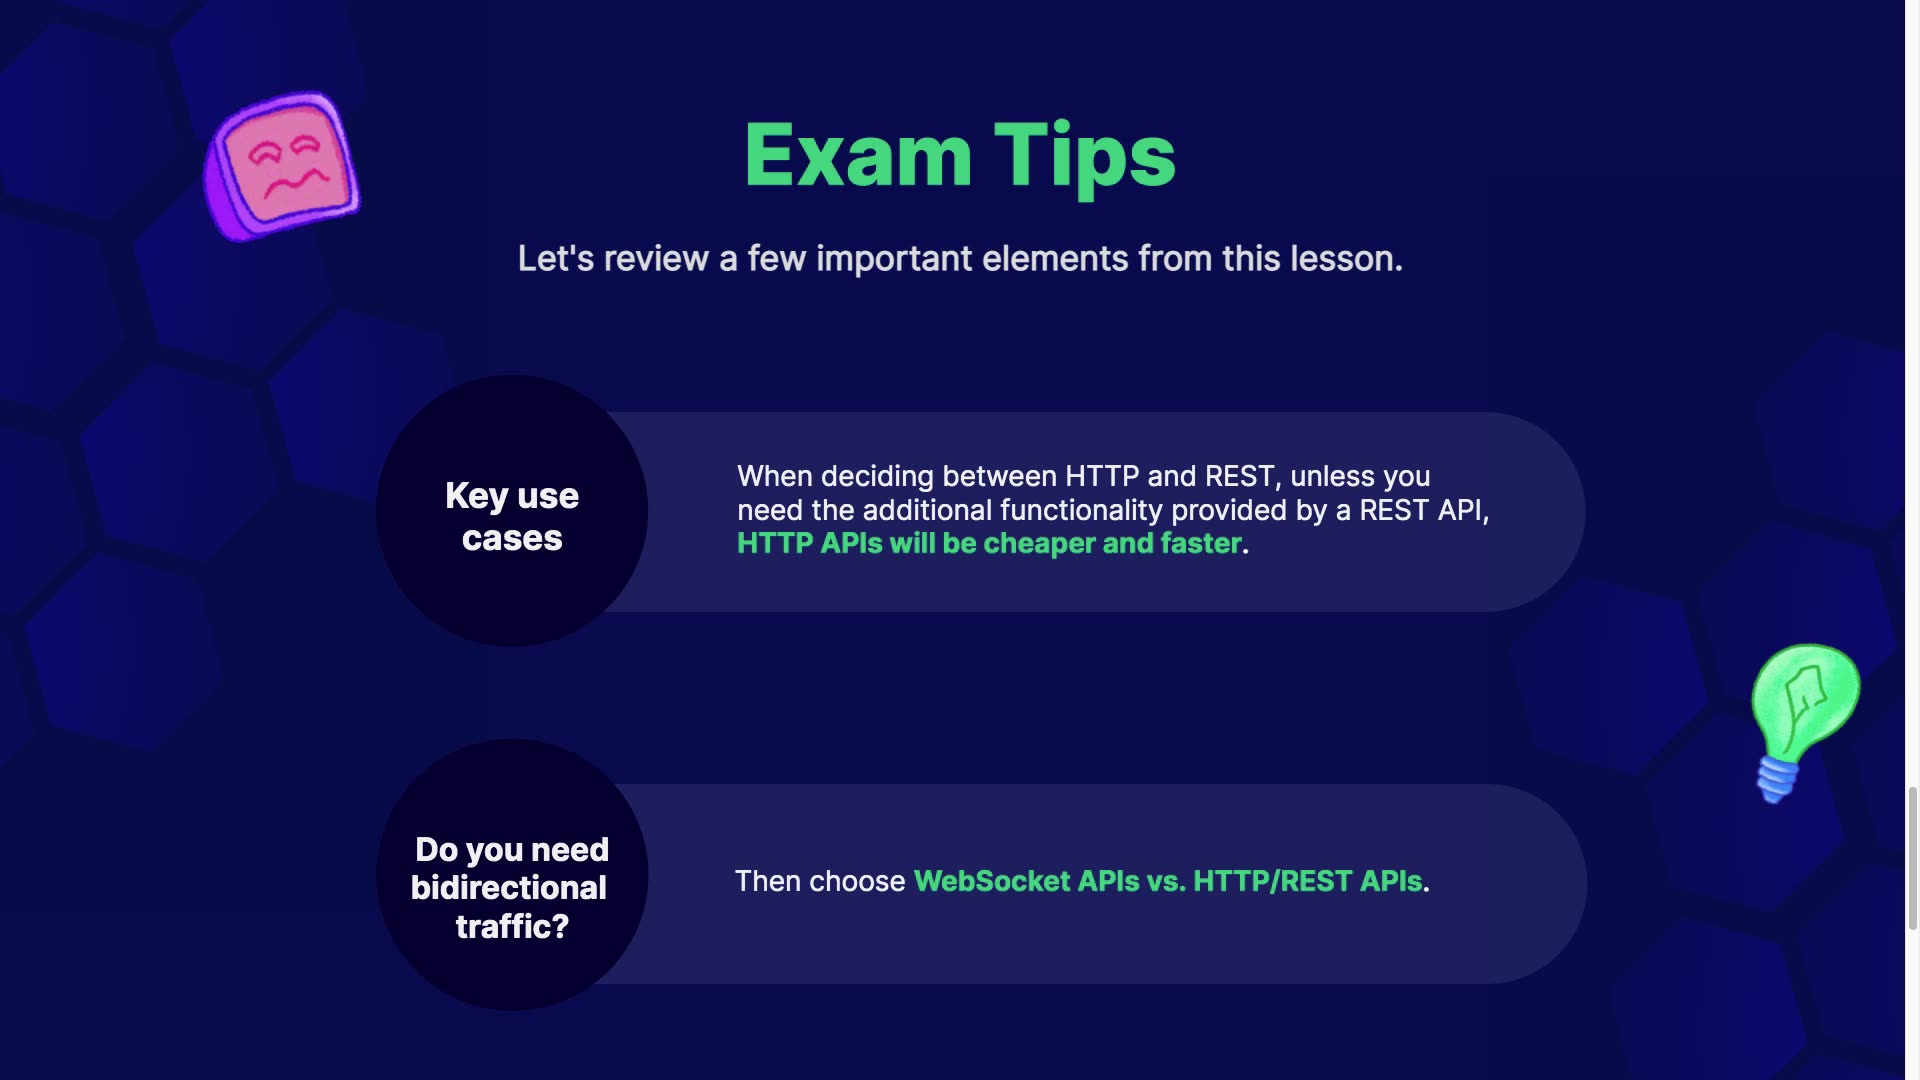 Exam Tips
Let's review a few important elements from this lesson.
Key use
cases
When deciding between HTTP and REST, unless you
need the additional functionality provided by a REST API,
HTTP APIs will be cheaper and faster.
Do you need
bidirectional
traffic?
Then choose WebSocket APIs vs. HTTP/REST APIs.